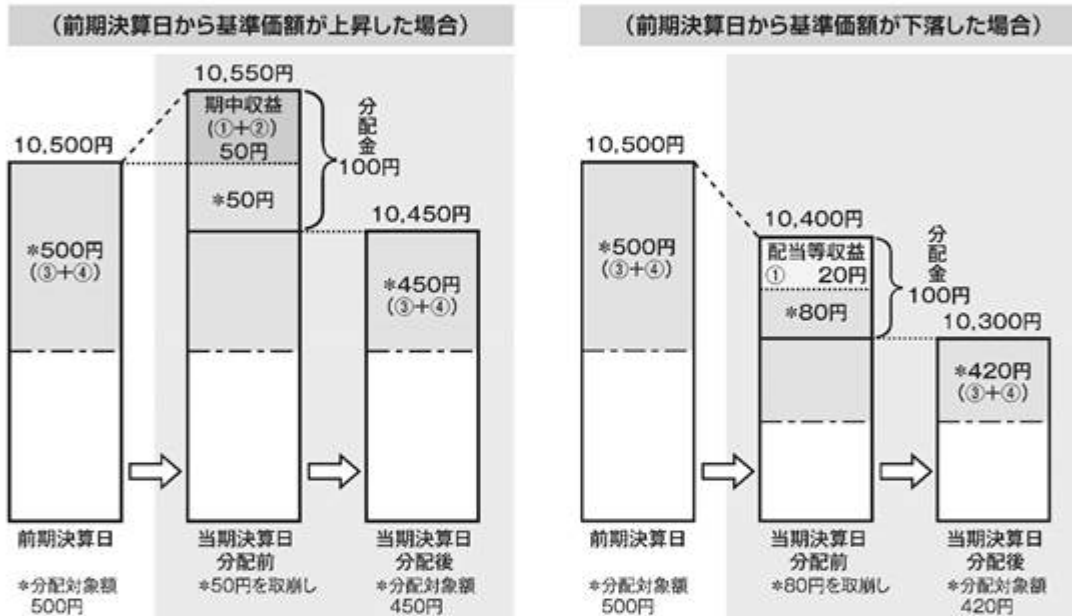 (前期決算日から基準価額が上昇した場合)
10,500円
*500円
(③+④)
10,550円
期中収益
(①+②)
50円
*50円
分配金
100円
10,450円
*450円
(③+④)
前期決算日
当期決算日
分配前
当期決算日
分配後
*分配対象額
500円
*50円を取崩し
*分配対象額
450円
(前期決算日から基準価額が下落した場合)
10,500円
*500円
(③+④)
10,400円
配当等収益
① 20円
*80円
分配金
100円
10,300円
*420円
(③+④)
前期決算日
当期決算日
分配前
当期決算日
分配後
*分配対象額
500円
*80円を取崩し
*分配対象額
420円